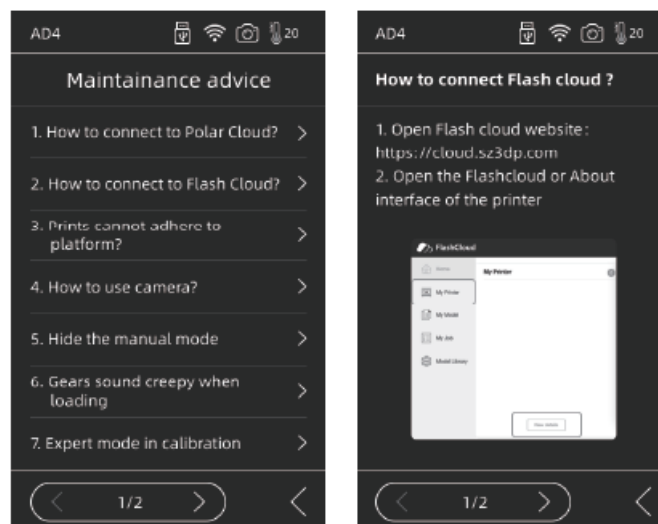 AD4
20
Maintainance advice
1. How to connect to Polar Cloud?
2. How to connect to Flash Cloud?
3. Prints cannot adhere to
platform?
4. How to use camera?
5. Hide the manual mode
6. Gears sound creepy when
loading
7. Expert mode in calibration
1/2
AD4
20
How to connect Flash cloud ?
1. Open Flash cloud website:
https://cloud.sz3dp.com
2. Open the Flashcloud or About
interface of the printer
FlashCloud
Home
My Printer
My Printer
My Model
My Job
Model Library
1/2